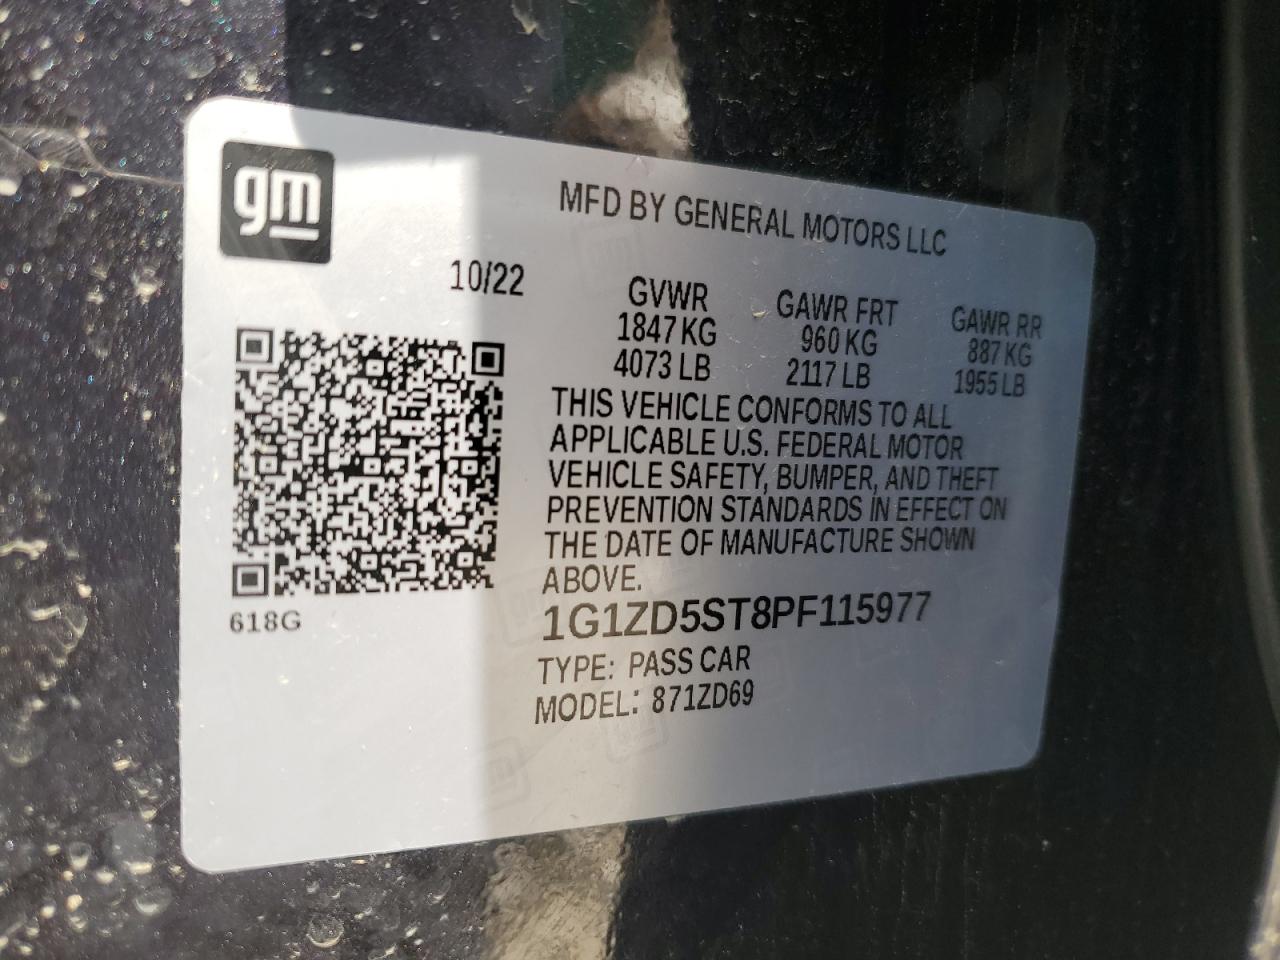 gm
MFD BY GENERAL MOTORS LLC
10/22
GVWR GAWR FRT GAWR RR
1847 KG 960 KG 887 KG
4073 LB 2117 LB 1955 LB
THIS VEHICLE CONFORMS TO ALL
APPLICABLE U.S. FEDERAL MOTOR
VEHICLE SAFETY, BUMPER, AND THEFT
PREVENTION STANDARDS IN EFFECT ON
THE DATE OF MANUFACTURE SHOWN
ABOVE.
618G
1G1ZD5ST8PF115977
TYPE: PASS CAR
MODEL: 871ZD69